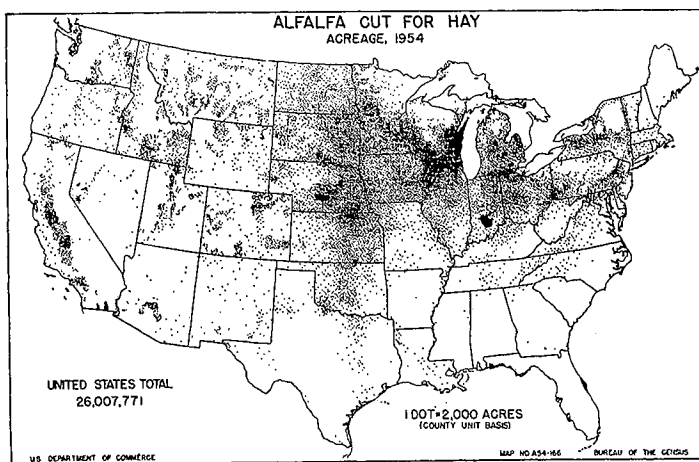 ALFALFA CUT FOR HAY
ACREAGE, 1954
UNITED STATES TOTAL
26,007,771
1 DOT=2,000 ACRES
(COUNTY UNIT BASIS)
U.S. DEPARTMENT OF COMMERCE
MAP NO. A54-166
BUREAU OF THE CENSUS